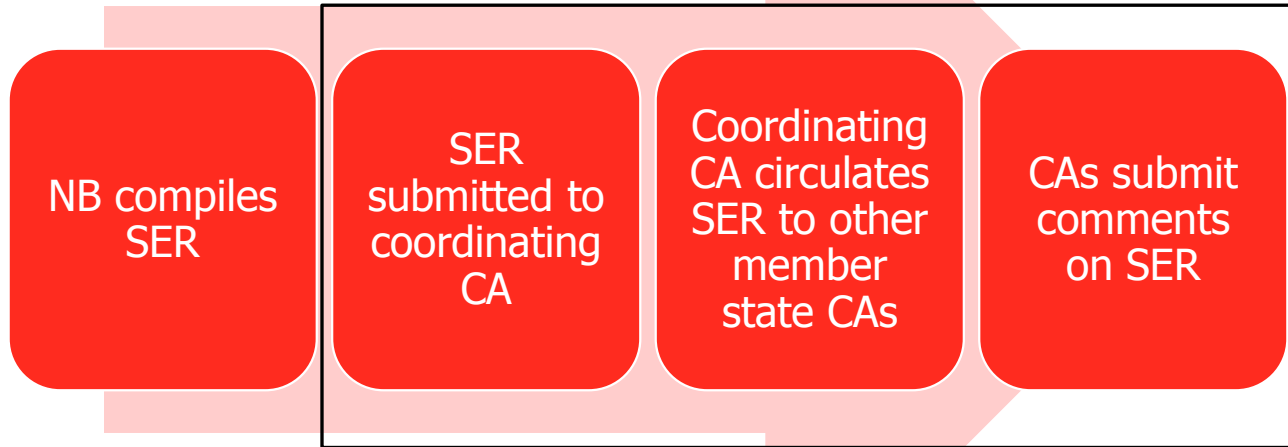 NB compiles
SER
SER
submitted to
coordinating
CA
Coordinating
CA circulates
SER to other
member
state CAs
CAs submit
comments
on SER